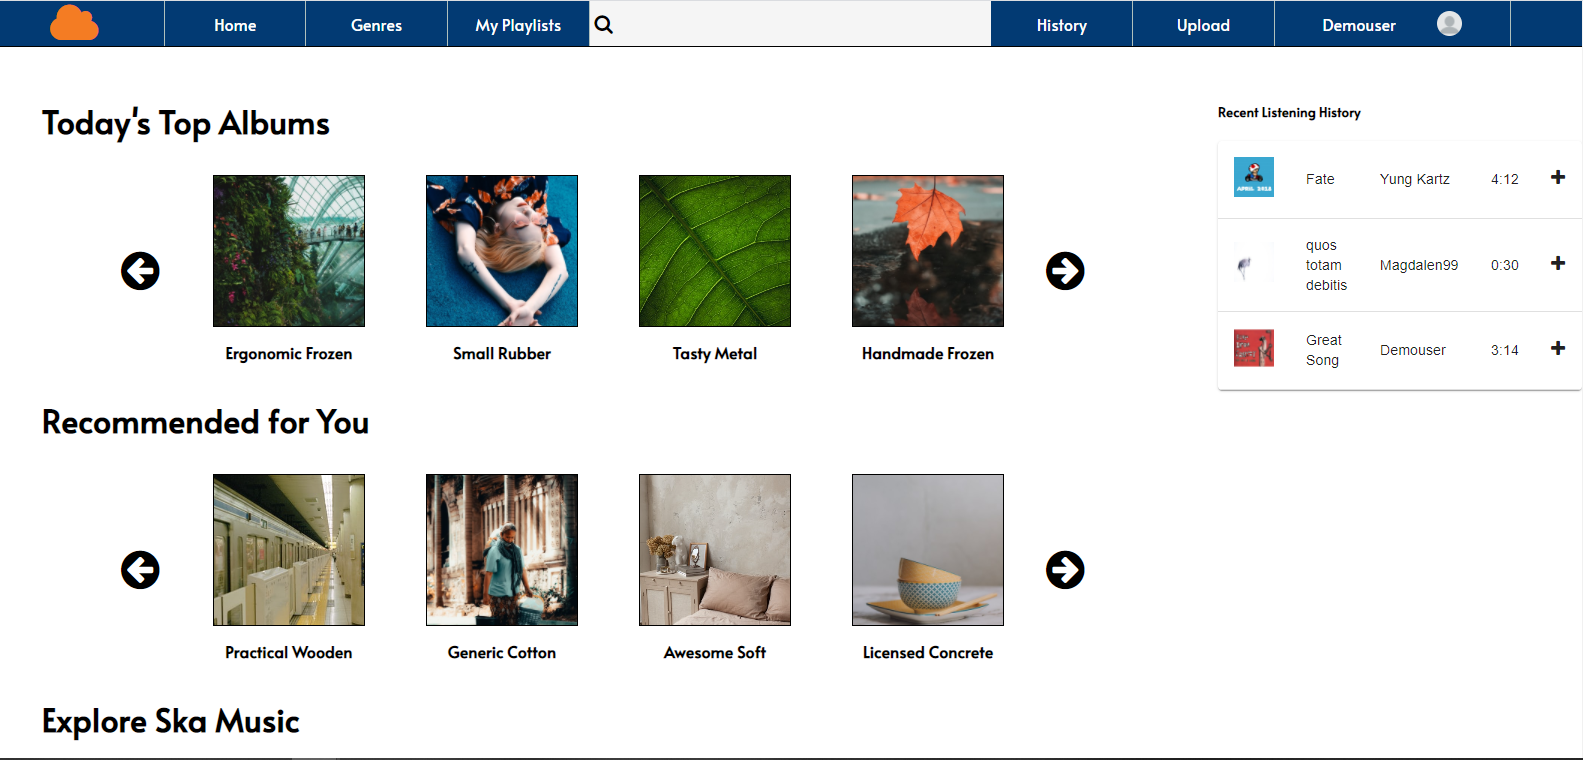 Home
Genres
My Playlists
History
Upload
Demouser
Today's Top Albums
Ergonomic Frozen
Small Rubber
Tasty Metal
Handmade Frozen
Recommended for You
Practical Wooden
Generic Cotton
Awesome Soft
Licensed Concrete
Explore Ska Music
Recent Listening History
APRIL 2018
Fate
Yung Kartz
4:12
quos
totam
debitis
Magdalen99
0:30
Great
Song
Demouser
3:14